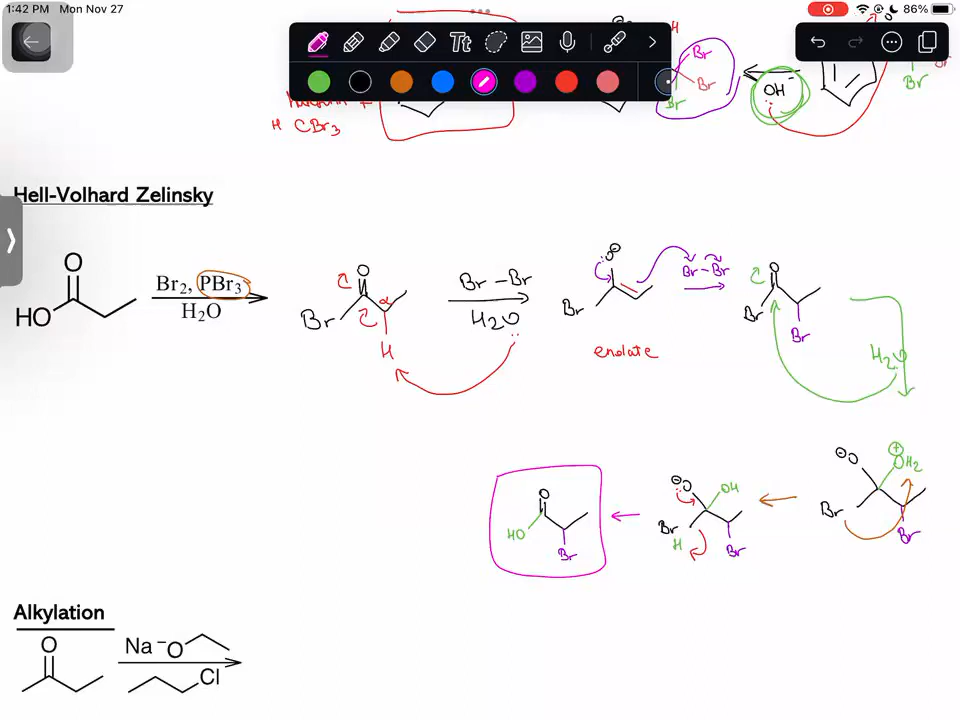 1:42 PM Mon Nov 27
86%
Tt
Br
Br
Br
OH⁻
Br
H CBr3
Hell-Volhard Zelinsky
O
HO
Br2, PBr3
H2O
O
α
Br
H
Br-Br
H2O
O
Br
enolate
Br-Br
O
Br
Br
H2O
O
HO
Br
⊖O
OH
Br
H
Br
⊖O
⊕
OH2
Br
Br
Alkylation
O
Na ⁻O
Cl